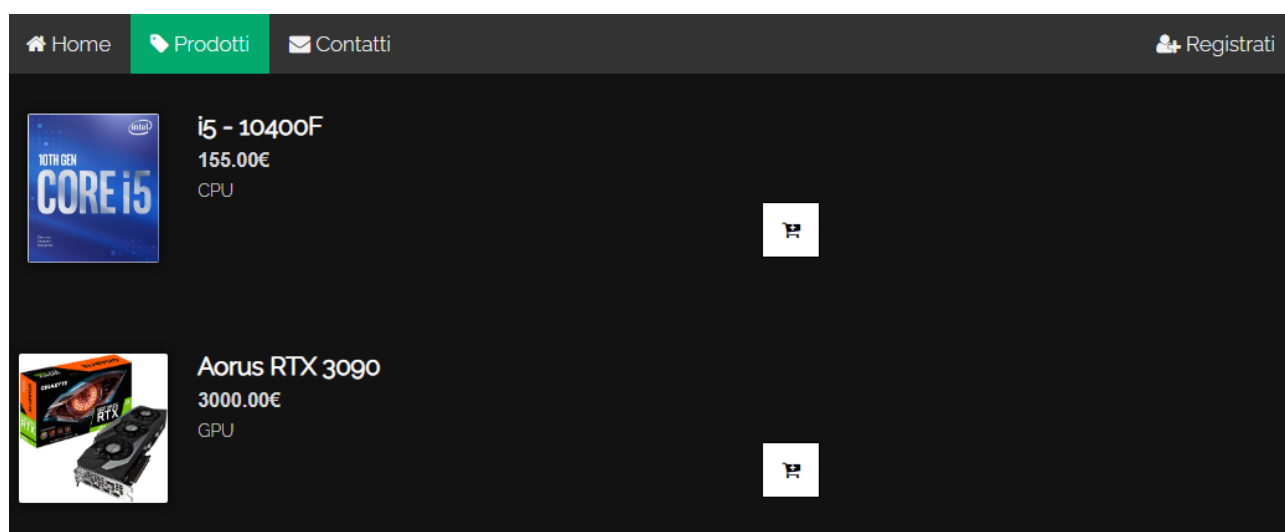 Home
Prodotti
Contatti
Registrati
intel
10TH GEN
CORE i5
i5 - 10400F
155.00€
CPU
GIGABYTE
RTX
Aorus RTX 3090
3000.00€
GPU